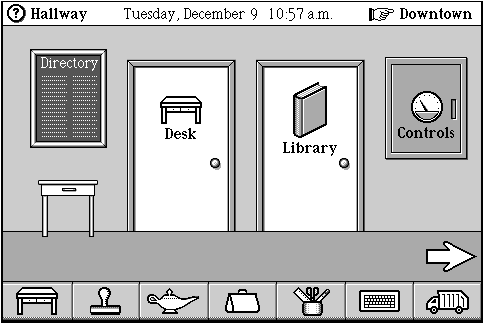 Hallway Tuesday, December 9 10:57 a.m. Downtown
Directory
Desk
Library
Controls